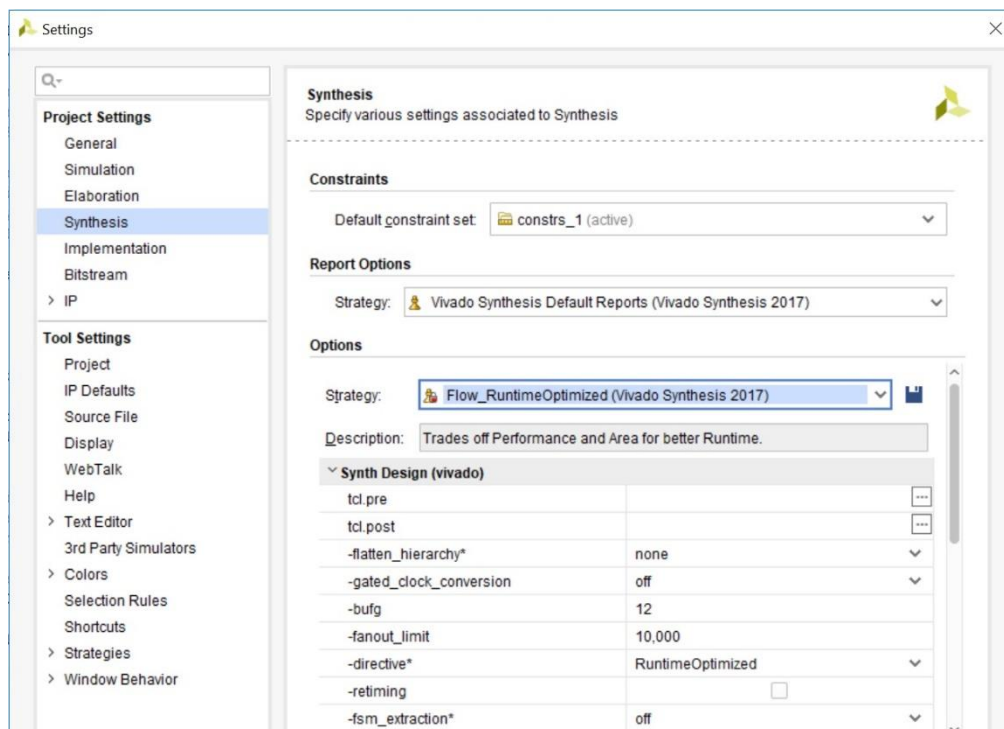 Settings
Project Settings
General
Simulation
Elaboration
Synthesis
Implementation
Bitstream
IP
Tool Settings
Project
IP Defaults
Source File
Display
WebTalk
Help
Text Editor
3rd Party Simulators
Colors
Selection Rules
Shortcuts
Strategies
Window Behavior
Synthesis
Specify various settings associated to Synthesis
Constraints
Default constraint set: constrs_1 (active)
Report Options
Strategy: Vivado Synthesis Default Reports (Vivado Synthesis 2017)
Options
Strategy: Flow_RuntimeOptimized (Vivado Synthesis 2017)
Description: Trades off Performance and Area for better Runtime.
Synth Design (vivado)
tcl.pre
tcl.post
-flatten_hierarchy* none
-gated_clock_conversion off
-bufg 12
-fanout_limit 10,000
-directive* RuntimeOptimized
-retiming
-fsm_extraction* off